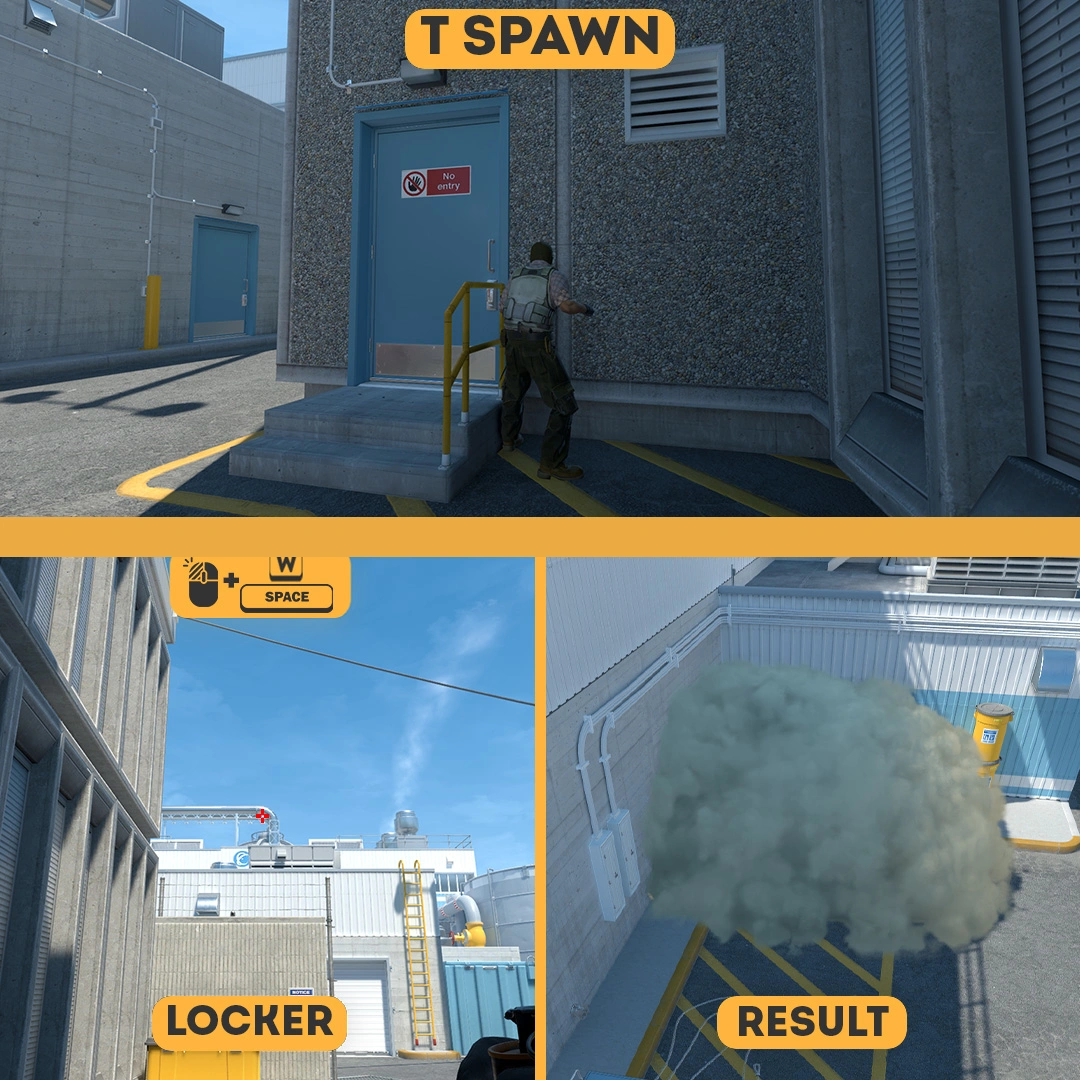 T SPAWN
No
entry
W
+
SPACE
NOTICE
LOCKER
RESULT